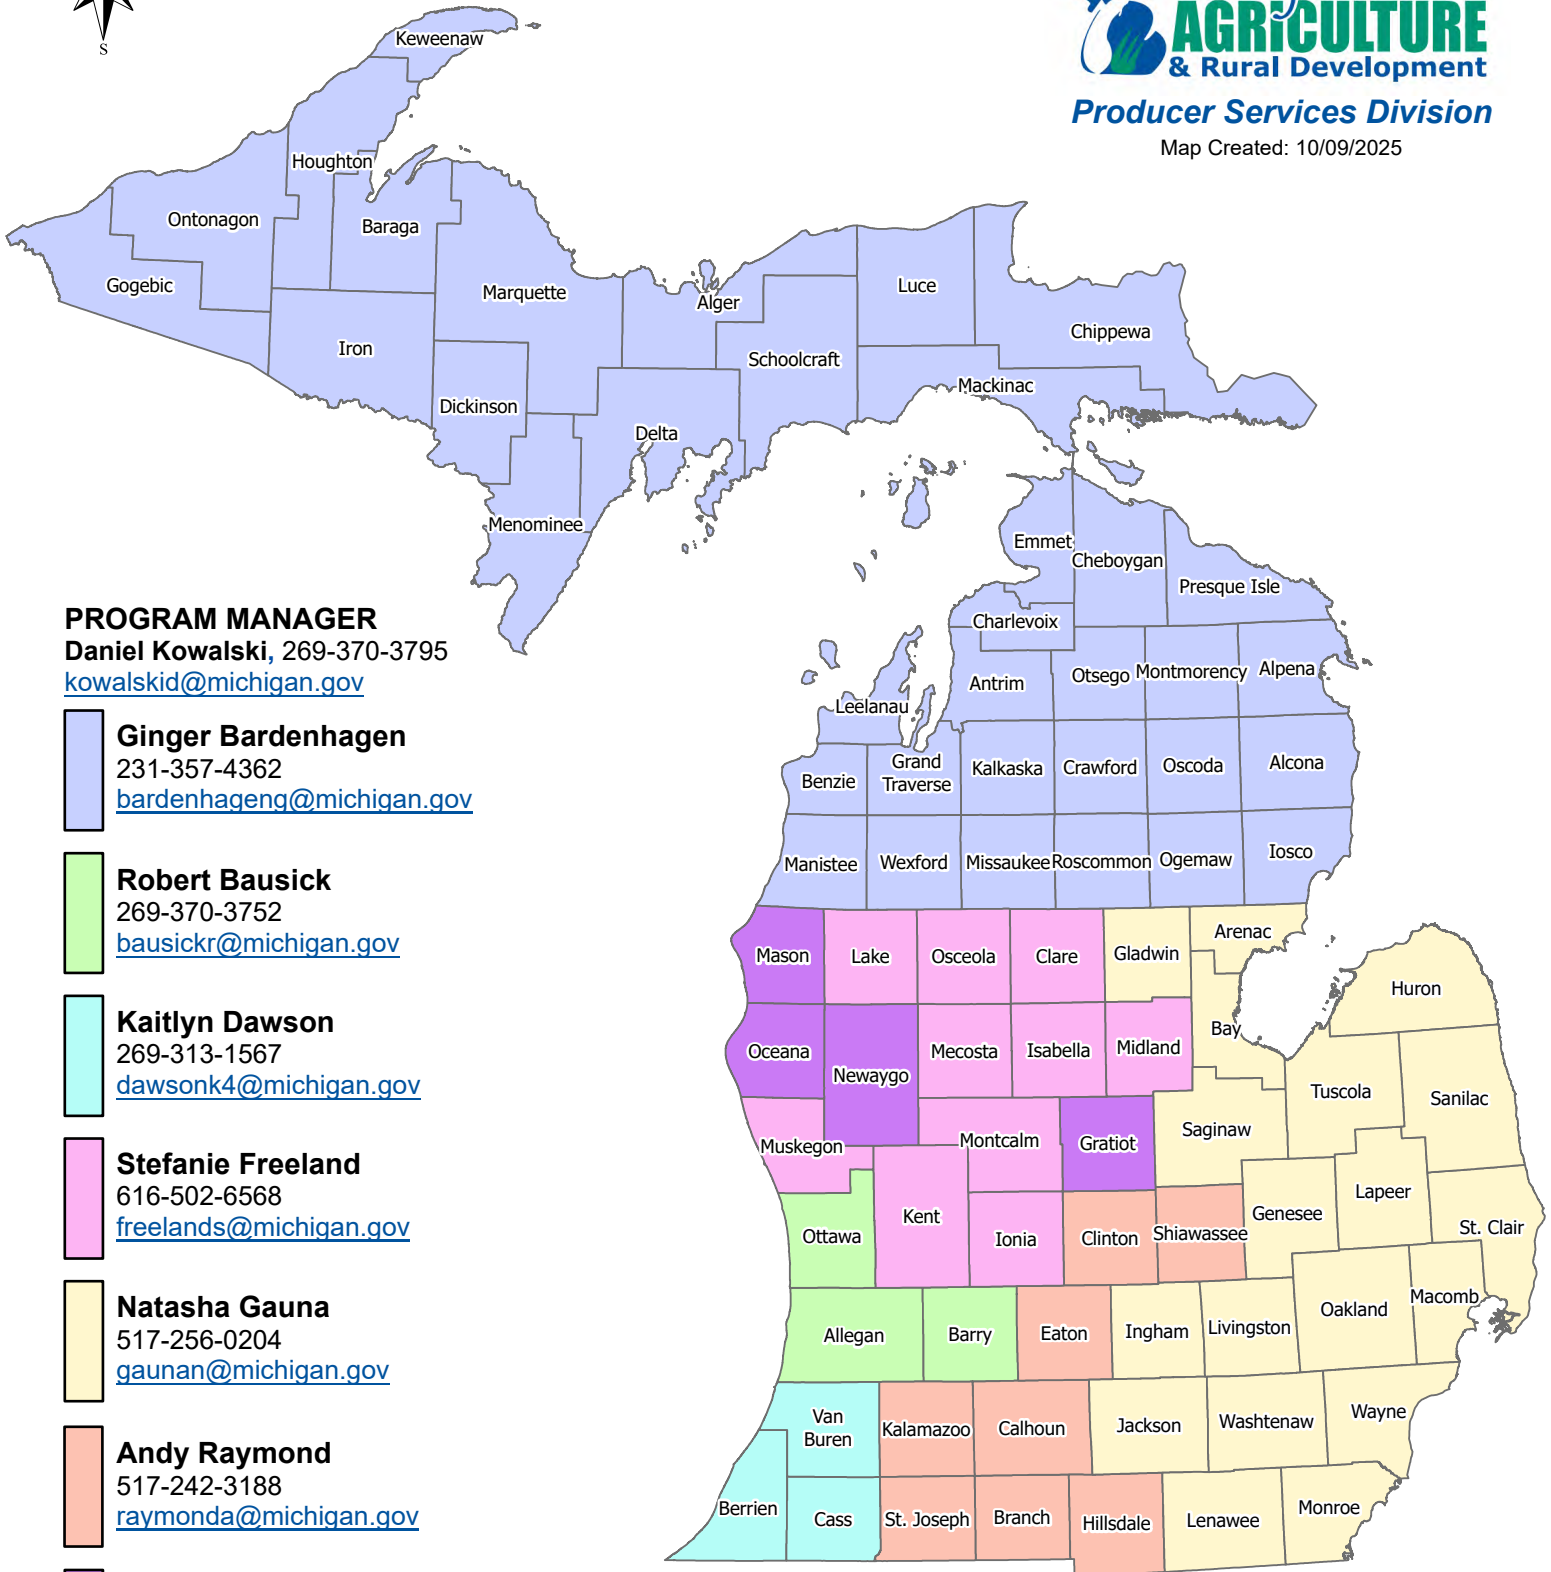 S
AGRICULTURE
& Rural Development
Producer Services Division
Map Created: 10/09/2025
Keweenaw
Houghton
Ontonagon
Baraga
Gogebic
Marquette
Alger
Luce
Iron
Chippewa
Schoolcraft
Mackinac
Dickinson
Delta
Menominee
Emmet
Cheboygan
Presque Isle
Charlevoix
Antrim
Otsego
Montmorency
Alpena
Leelanau
Benzie
Grand
Traverse
Kalkaska
Crawford
Oscoda
Alcona
Manistee
Wexford
Missaukee
Roscommon
Ogemaw
Iosco
Mason
Lake
Osceola
Clare
Gladwin
Arenac
Huron
Oceana
Newaygo
Mecosta
Isabella
Midland
Bay
Tuscola
Sanilac
Muskegon
Montcalm
Gratiot
Saginaw
Lapeer
Genesee
St. Clair
Ottawa
Kent
Ionia
Clinton
Shiawassee
Allegan
Barry
Eaton
Ingham
Livingston
Oakland
Macomb
Van
Buren
Kalamazoo
Calhoun
Jackson
Washtenaw
Wayne
Berrien
Cass
St. Joseph
Branch
Hillsdale
Lenawee
Monroe
PROGRAM MANAGER
Daniel Kowalski, 269-370-3795
kowalskid@michigan.gov
Ginger Bardenhagen
231-357-4362
bardenhageng@michigan.gov
Robert Bausick
269-370-3752
bausickr@michigan.gov
Kaitlyn Dawson
269-313-1567
dawsonk4@michigan.gov
Stefanie Freeland
616-502-6568
freelands@michigan.gov
Natasha Gauna
517-256-0204
gaunan@michigan.gov
Andy Raymond
517-242-3188
raymonda@michigan.gov